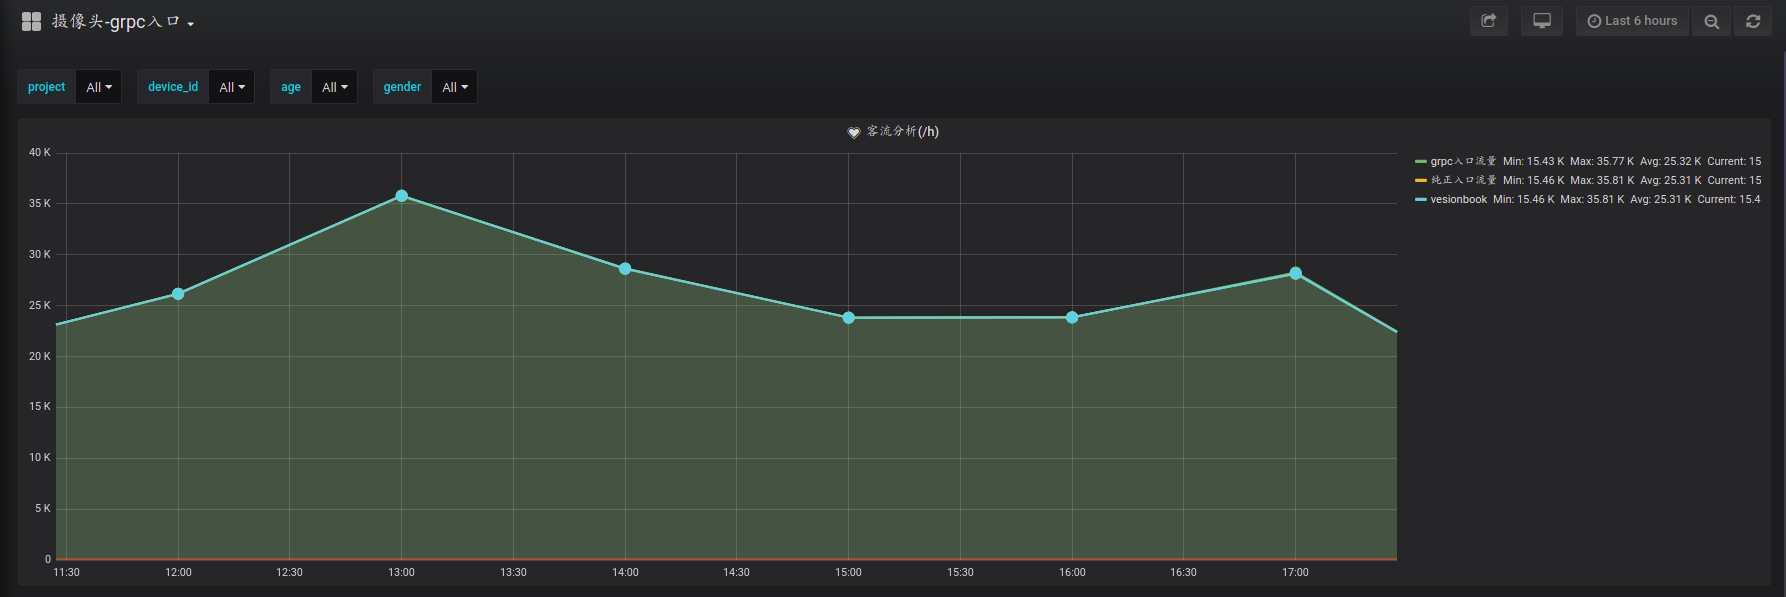 摄像头-grpc入口
Last 6 hours
project All device_id All age All gender All
客流分析(/h)
40 K
35 K
30 K
25 K
20 K
15 K
10 K
5 K
0
11:30 12:00 12:30 13:00 13:30 14:00 14:30 15:00 15:30 16:00 16:30 17:00
grpc入口流量 Min: 15.43 K Max: 35.77 K Avg: 25.32 K Current: 15
纯正入口流量 Min: 15.46 K Max: 35.81 K Avg: 25.31 K Current: 15
vesionbook Min: 15.46 K Max: 35.81 K Avg: 25.31 K Current: 15.4